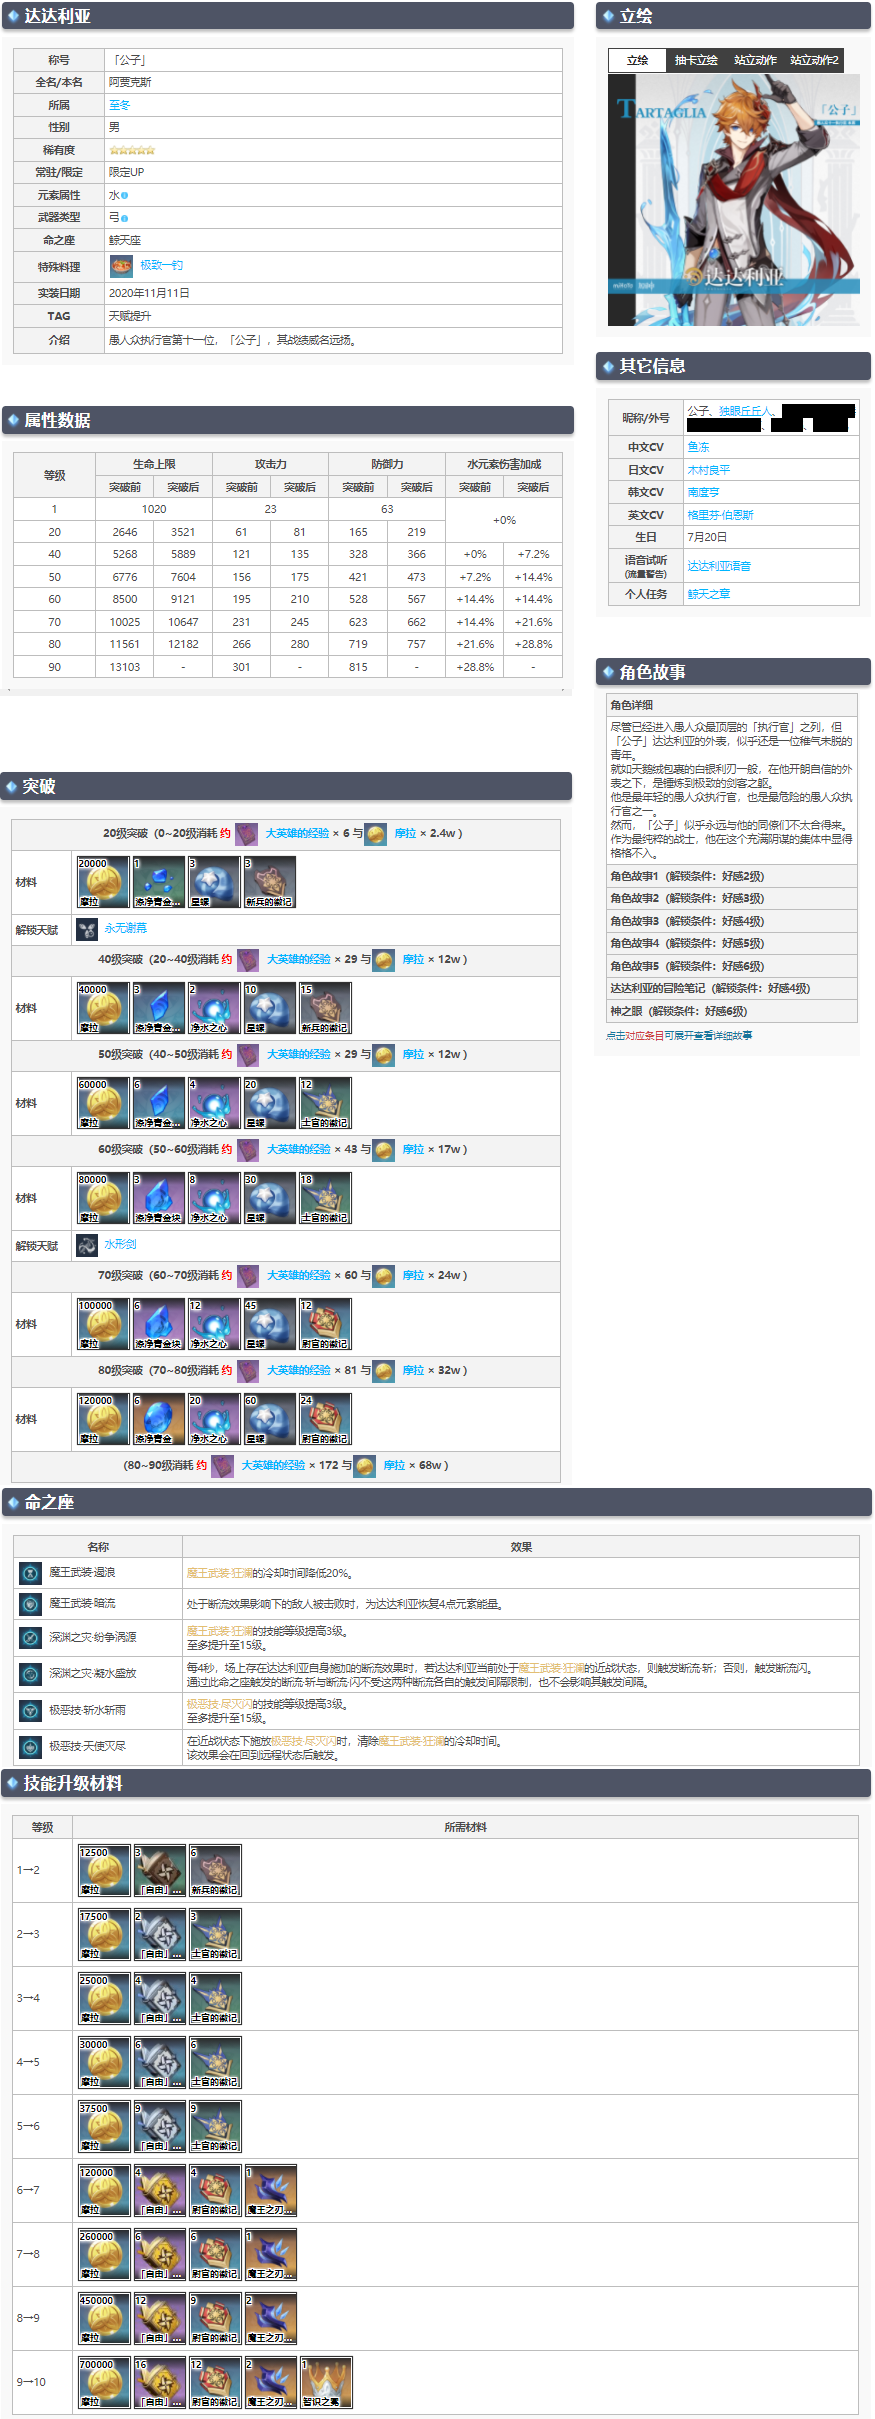 达达利亚
称号 「公子」
全名/本名 阿贾克斯
所属 至冬
性别 男
稀有度
常驻/限定 限定UP
元素属性 水
武器类型 弓
命之座 鲸天座
特殊料理 极致一钓
实装日期 2020年11月11日
TAG 天赋提升
介绍 愚人众执行官第十一位，「公子」，其战绩威名远扬。
立绘
立绘 抽卡立绘 站立动作 站立动作2
TARTAGLIA
「公子」
达达利亚
miHoYo 原神
其它信息
昵称/外号 公子、独眼丘丘人、
、 、
中文CV 鱼冻
日文CV 木村良平
韩文CV 南度亨
英文CV 格里芬·伯恩斯
生日 7月20日
语音试听
(流量警告) 达达利亚语音
个人任务 鲸天之章
属性数据
等级 生命上限 攻击力 防御力 水元素伤害加成
突破前 突破后 突破前 突破后 突破前 突破后 突破前 突破后
1 1020 23 63 +0%
20 2646 3521 61 81 165 219
40 5268 5889 121 135 328 366 +0% +7.2%
50 6776 7604 156 175 421 473 +7.2% +14.4%
60 8500 9121 195 210 528 567 +14.4% +14.4%
70 10025 10647 231 245 623 662 +14.4% +21.6%
80 11561 12182 266 280 719 757 +21.6% +28.8%
90 13103 - 301 - 815 - +28.8% -
角色故事
角色详细
尽管已经进入愚人众最顶层的「执行官」之列，但
「公子」达达利亚的外表，似乎还是一位稚气未脱的
青年。
就如天鹅绒包裹的白银利刃一般，在他开朗自信的外
表之下，是锤炼到极致的剑客之躯。
他是最年轻的愚人众执行官，也是最危险的愚人众执
行官之一。
然而，「公子」似乎永远与他的同僚们不太合得来。
作为最纯粹的战士，他在这个充满阴谋的集体中显得
格格不入。
角色故事1（解锁条件：好感2级）
角色故事2（解锁条件：好感3级）
角色故事3（解锁条件：好感4级）
角色故事4（解锁条件：好感5级）
角色故事5（解锁条件：好感6级）
达达利亚的冒险笔记（解锁条件：好感4级）
神之眼（解锁条件：好感6级）
点击对应条目可展开查看详细故事
突破
20级突破（0~20级消耗 约 大英雄的经验 × 6 与 摩拉 × 2.4w ）
材料
20000 1 3 3
摩拉 涤净青金... 星螺 新兵的徽记
解锁天赋 永无谢幕
40级突破（20~40级消耗 约 大英雄的经验 × 29 与 摩拉 × 12w ）
材料
40000 3 2 10 15
摩拉 涤净青金... 净水之心 星螺 新兵的徽记
50级突破（40~50级消耗 约 大英雄的经验 × 29 与 摩拉 × 12w ）
材料
60000 6 4 20 12
摩拉 涤净青金... 净水之心 星螺 士官的徽记
60级突破（50~60级消耗 约 大英雄的经验 × 43 与 摩拉 × 17w ）
材料
80000 3 8 30 18
摩拉 涤净青金块 净水之心 星螺 士官的徽记
解锁天赋 水形剑
70级突破（60~70级消耗 约 大英雄的经验 × 60 与 摩拉 × 24w ）
材料
100000 6 12 45 12
摩拉 涤净青金块 净水之心 星螺 尉官的徽记
80级突破（70~80级消耗 约 大英雄的经验 × 81 与 摩拉 × 32w ）
材料
120000 6 20 60 24
摩拉 涤净青金 净水之心 星螺 尉官的徽记
（80~90级消耗 约 大英雄的经验 × 172 与 摩拉 × 68w ）
命之座
名称 效果
魔王武装·遏浪 魔王武装·狂澜的冷却时间降低20%。
魔王武装·暗流 处于断流效果影响下的敌人被击败时，为达达利亚恢复4点元素能量。
深渊之灾·纷争涡源 魔王武装·狂澜的技能等级提高3级。
至多提升至15级。
深渊之灾·凝水盛放 每4秒，场上存在达达利亚自身施加的断流效果时，若达达利亚当前处于魔王武装·狂澜的近战状态，则触发断流·斩；否则，触发断流闪。
通过此命之座触发的断流·斩与断流·闪不受这两种断流各自的触发间隔限制，也不会影响其触发间隔。
极恶技·斩水斩雨 极恶技·尽灭闪的技能等级提高3级。
至多提升至15级。
极恶技·天使灭尽 在近战状态下施放极恶技·尽灭闪时，清除魔王武装·狂澜的冷却时间。
该效果会在回到远程状态后触发。
技能升级材料
等级 所需材料
1→2
12500 3 6
摩拉 「自由」... 新兵的徽记
2→3
17500 2 3
摩拉 「自由」... 士官的徽记
3→4
25000 4 4
摩拉 「自由」... 士官的徽记
4→5
30000 6 6
摩拉 「自由」... 士官的徽记
5→6
37500 9 9
摩拉 「自由」... 士官的徽记
6→7
120000 4 4 1
摩拉 「自由」... 尉官的徽记 魔王之刃...
7→8
260000 6 6 1
摩拉 「自由」... 尉官的徽记 魔王之刃...
8→9
450000 12 9 2
摩拉 「自由」... 尉官的徽记 魔王之刃...
9→10
700000 16 12 2 1
摩拉 「自由」... 尉官的徽记 魔王之刃... 智识之冕